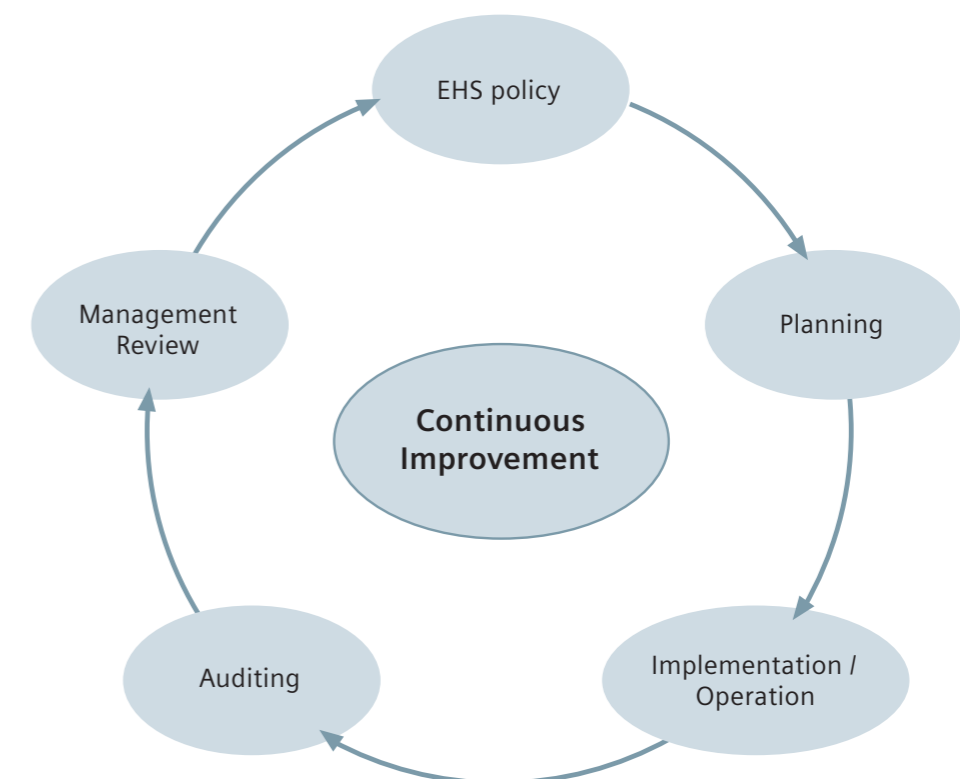 EHS policy
Planning
Implementation /
Operation
Auditing
Management
Review
Continuous
Improvement